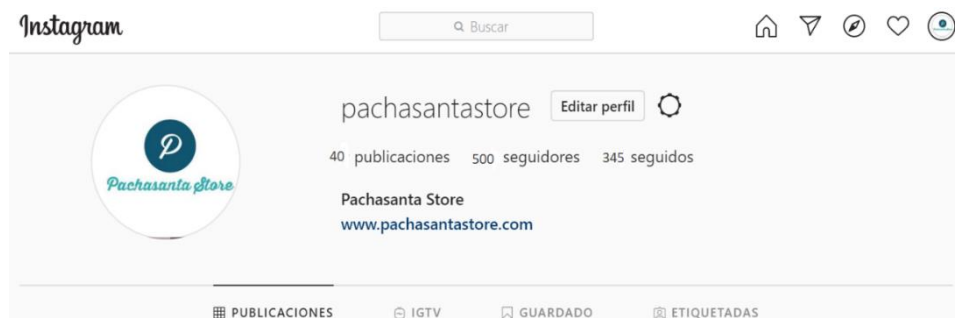 Instagram
Buscar
pachasantastore Editar perfil
40 publicaciones 500 seguidores 345 seguidos
P
Pachasanta Store
Pachasanta Store
www.pachasantastore.com
PUBLICACIONES IGTV GUARDADO ETIQUETADAS